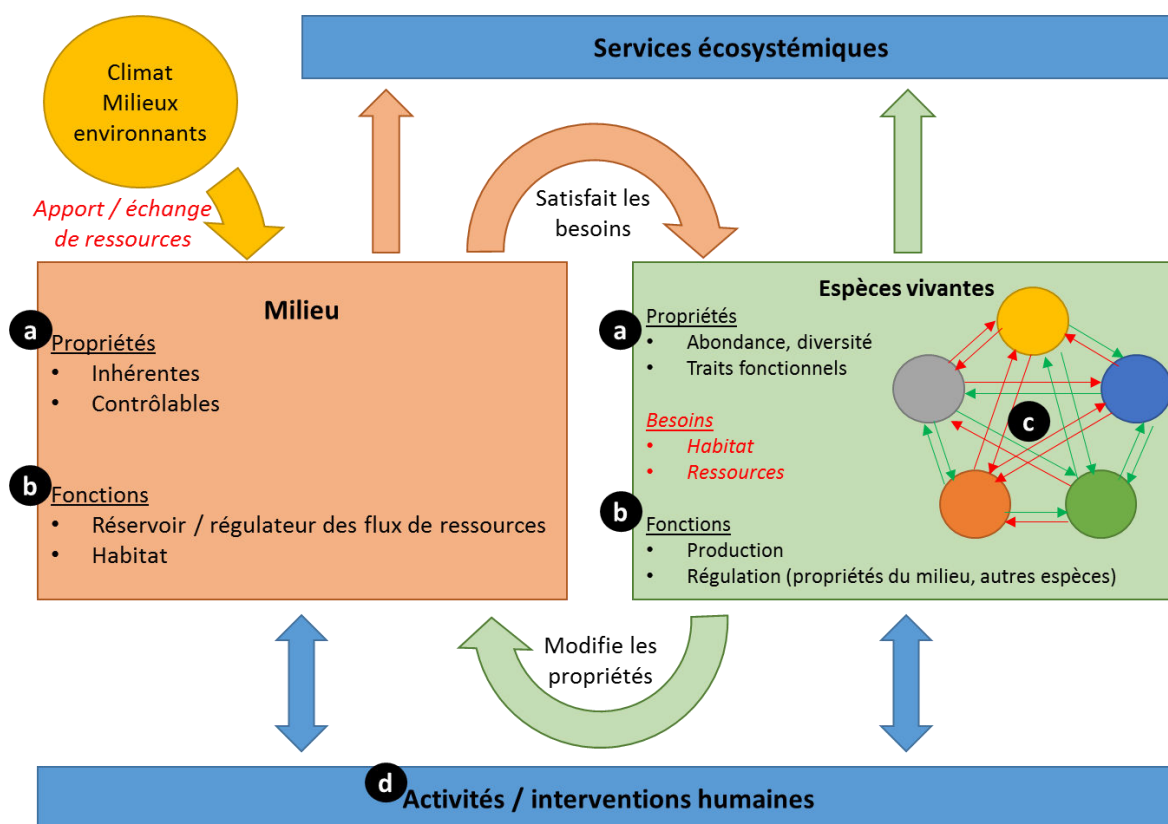 Services écosystémiques
Climat
Milieux
environnants
Apport / échange
de ressources
Satisfait les
besoins
Milieu
a
Propriétés
• Inhérentes
• Contrôlables
b
Fonctions
• Réservoir / régulateur des flux de ressources
• Habitat
Espèces vivantes
a
Propriétés
• Abondance, diversité
• Traits fonctionnels
Besoins
• Habitat
• Ressources
c
b
Fonctions
• Production
• Régulation (propriétés du milieu, autres espèces)
Modifie les
propriétés
d
Activités / interventions humaines